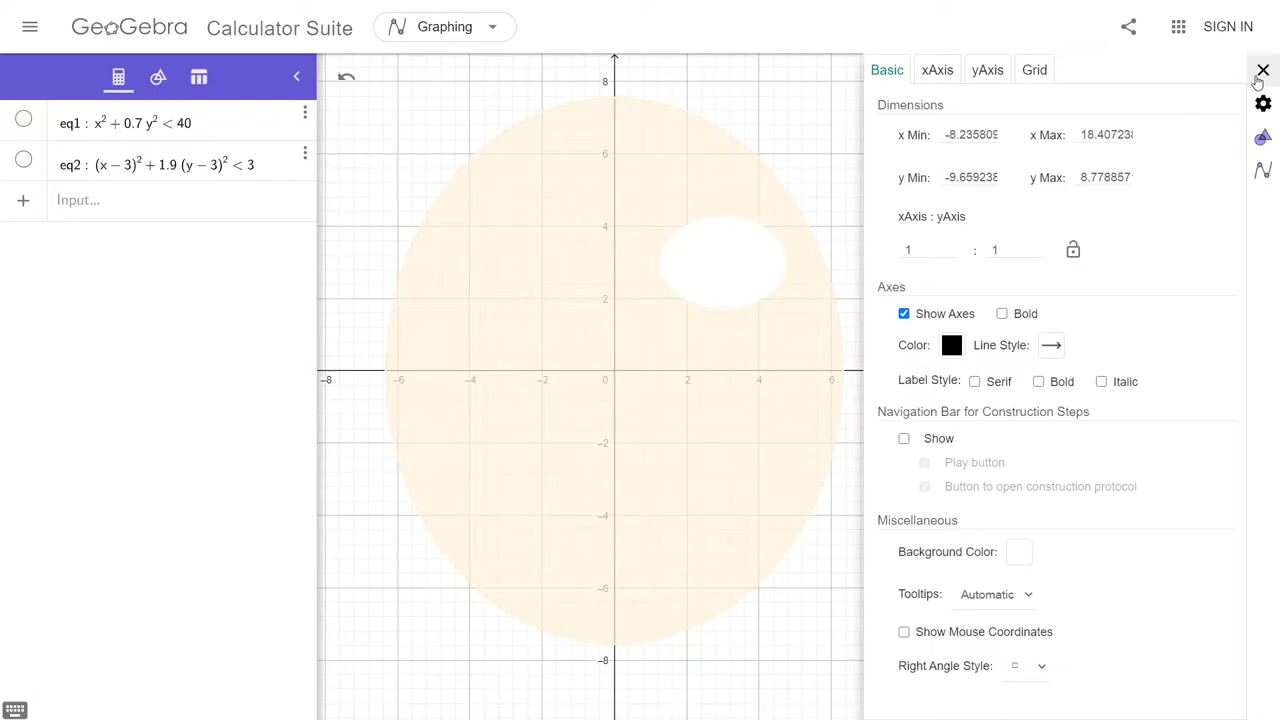 GeoGebra Calculator Suite Graphing SIGN IN
eq1 : x² + 0.7 y² < 40
eq2 : (x − 3)² + 1.9 (y − 3)² < 3
+ Input...
8
6
4
2
−8 −6 −4 −2 0 2 4 6
−2
−4
−6
−8
Basic xAxis yAxis Grid
Dimensions
x Min: -8.235809 x Max: 18.407238
y Min: -9.659238 y Max: 8.778857
xAxis : yAxis
1 : 1
Axes
Show Axes Bold
Color: Line Style:
Label Style: Serif Bold Italic
Navigation Bar for Construction Steps
Show
Play button
Button to open construction protocol
Miscellaneous
Background Color:
Tooltips: Automatic
Show Mouse Coordinates
Right Angle Style: